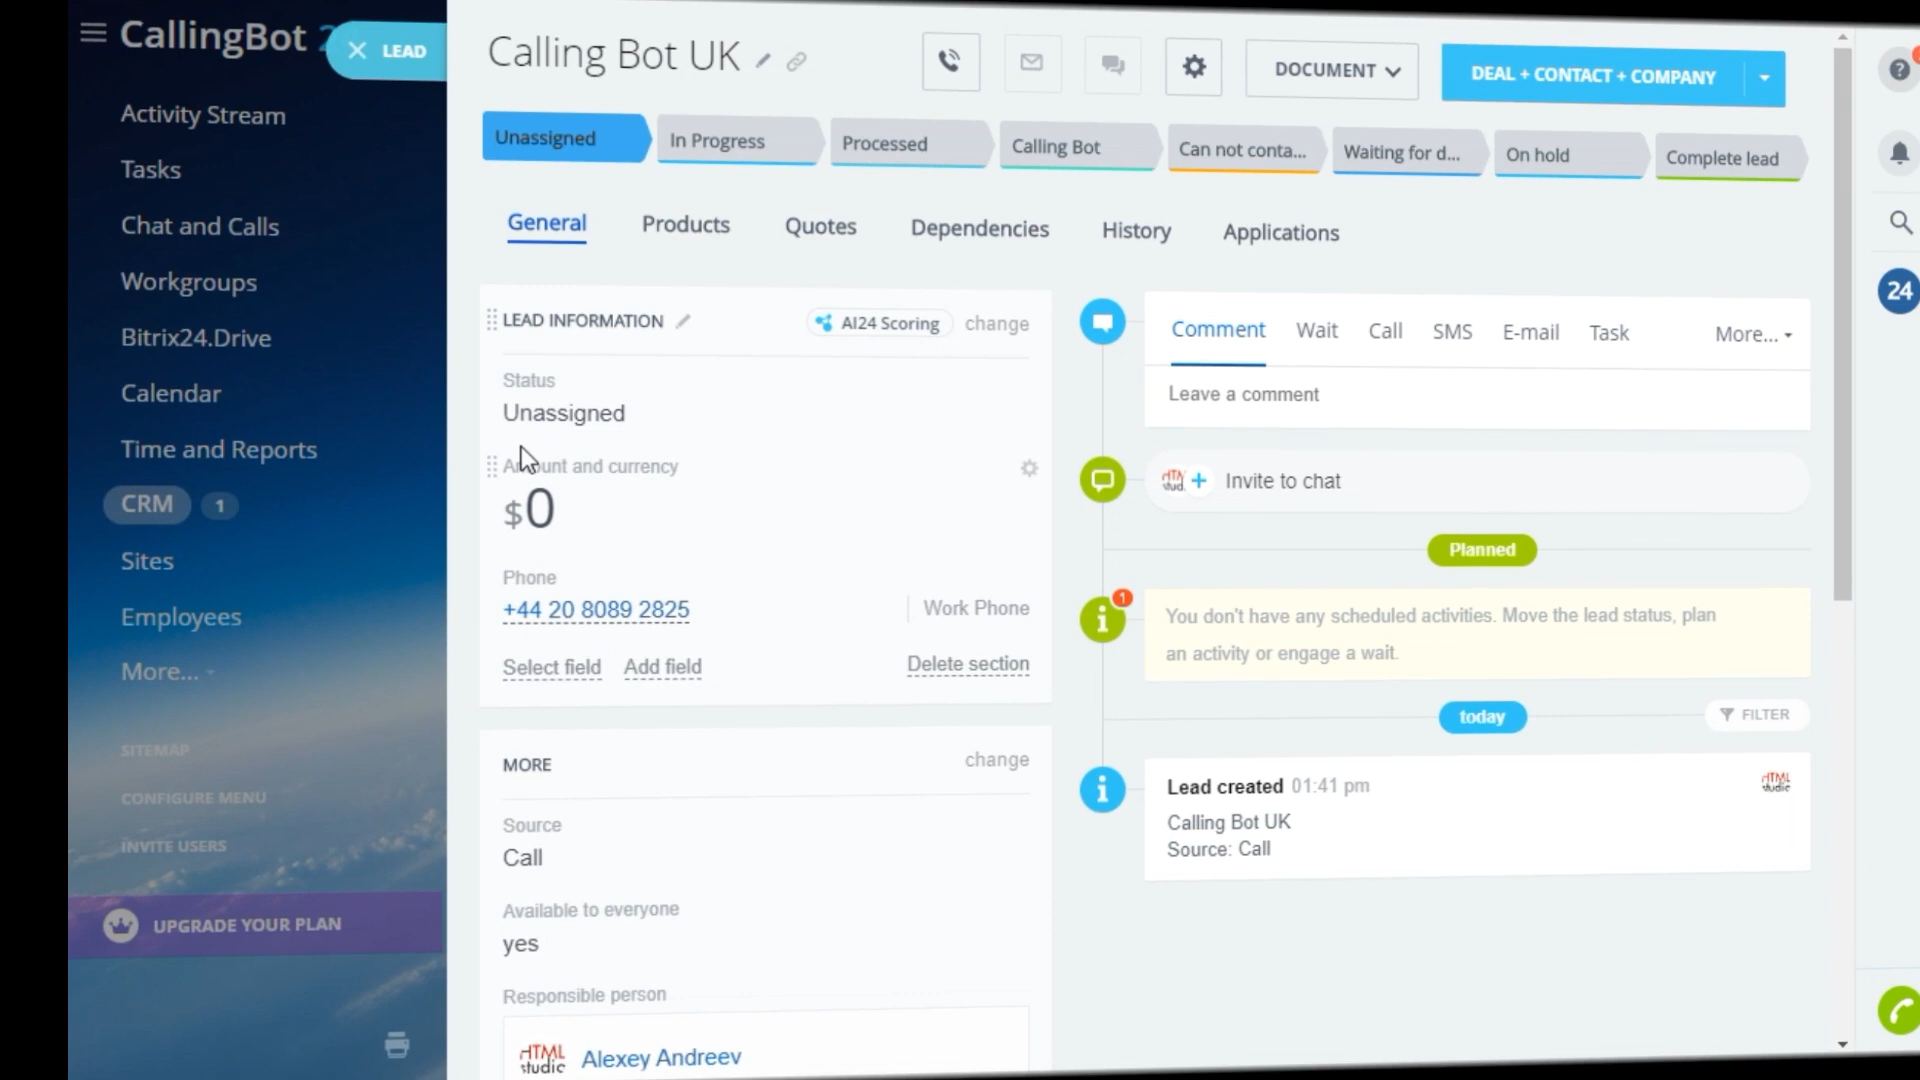 CallingBot 2
LEAD
Activity Stream
Tasks
Chat and Calls
Workgroups
Bitrix24.Drive
Calendar
Time and Reports
CRM 1
Sites
Employees
More...
SITEMAP
CONFIGURE MENU
INVITE USERS
UPGRADE YOUR PLAN
Calling Bot UK
DOCUMENT
DEAL + CONTACT + COMPANY
Unassigned
In Progress
Processed
Calling Bot
Can not conta...
Waiting for d...
On hold
Complete lead
General
Products
Quotes
Dependencies
History
Applications
LEAD INFORMATION
AI24 Scoring
change
Status
Unassigned
Amount and currency
$0
Phone
+44 20 8089 2825
Work Phone
Select field
Add field
Delete section
MORE
change
Source
Call
Available to everyone
yes
Responsible person
HTML
studio
Alexey Andreev
Comment
Wait
Call
SMS
E-mail
Task
More...
Leave a comment
Invite to chat
Planned
1
You don't have any scheduled activities. Move the lead status, plan
an activity or engage a wait.
today
FILTER
Lead created 01:41 pm
Calling Bot UK
Source: Call
24